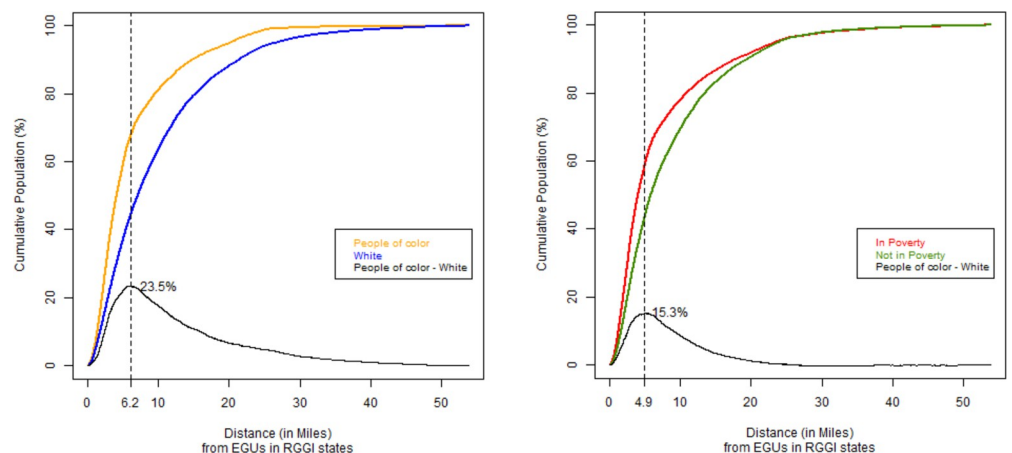 Cumulative Population (%)
100
80
60
40
20
0
23.5%
People of color
White
People of color - White
0 6.2 10 20 30 40 50
Distance (in Miles)
from EGUs in RGGI states
Cumulative Population (%)
100
80
60
40
20
0
15.3%
In Poverty
Not in Poverty
People of color - White
0 4.9 10 20 30 40 50
Distance (in Miles)
from EGUs in RGGI states